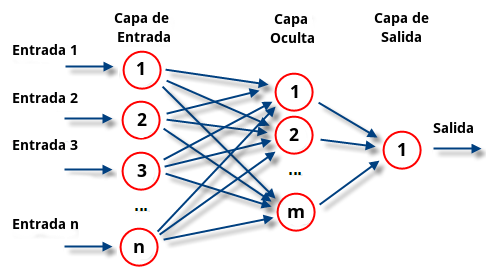 Capa de
Entrada
Capa
Oculta
Capa de
Salida
Entrada 1
Entrada 2
Entrada 3
Entrada n
1
2
3
...
n
1
2
...
m
1
Salida